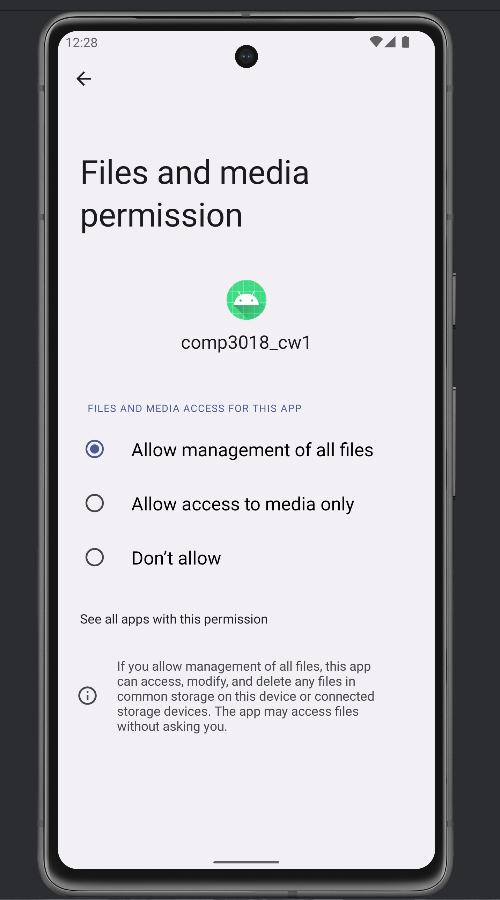 12:28
Files and media
permission
comp3018_cw1
FILES AND MEDIA ACCESS FOR THIS APP
Allow management of all files
Allow access to media only
Don’t allow
See all apps with this permission
If you allow management of all files, this app
can access, modify, and delete any files in
common storage on this device or connected
storage devices. The app may access files
without asking you.